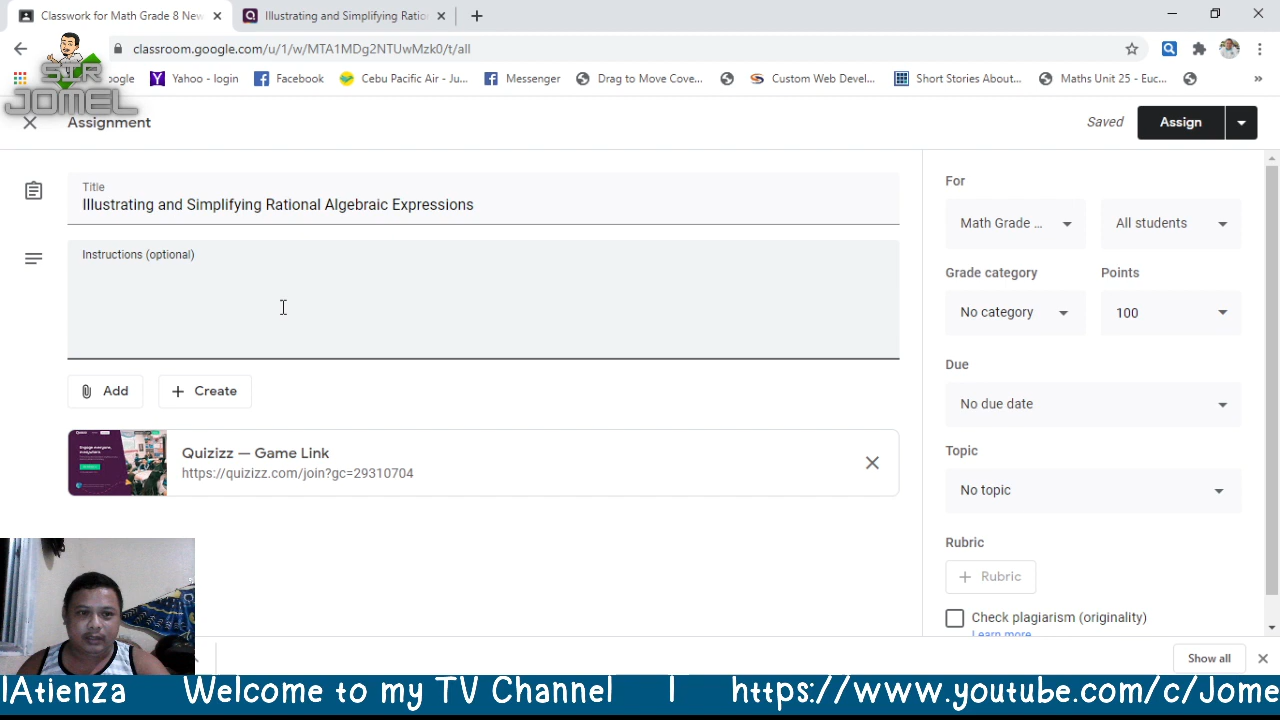 Classwork for Math Grade 8 New
Illustrating and Simplifying Ratio
classroom.google.com/u/1/w/MTA1MDg2NTUwMzk0/t/all
Yahoo - login
Facebook
Cebu Pacific Air - Ju...
Messenger
Drag to Move Cove...
Custom Web Devel...
Short Stories About...
Maths Unit 25 - Euc...
SIR
JOMEL
Assignment
Saved
Assign
Title
Illustrating and Simplifying Rational Algebraic Expressions
Instructions (optional)
Add
Create
Quizizz — Game Link
https://quizizz.com/join?gc=29310704
For
Math Grade ...
All students
Grade category
Points
No category
100
Due
No due date
Topic
No topic
Rubric
Rubric
Check plagiarism (originality)
Learn more
Show all
lAtienza Welcome to my TV Channel | https://www.youtube.com/c/Jome